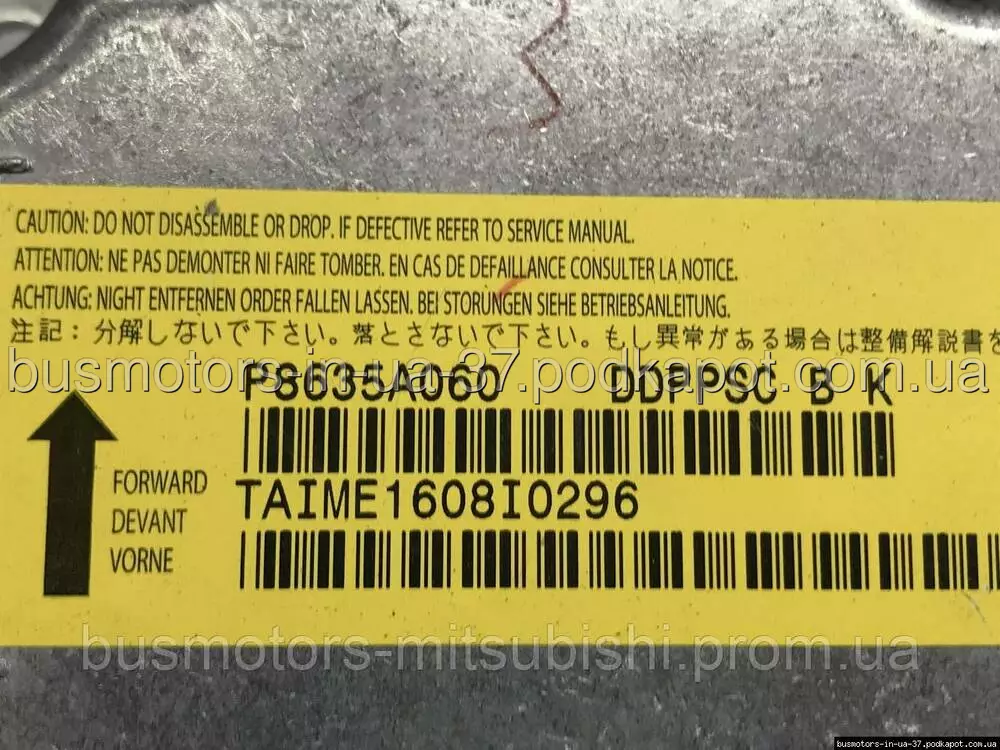 CAUTION: DO NOT DISASSEMBLE OR DROP. IF DEFECTIVE REFER TO SERVICE MANUAL.
ATTENTION: NE PAS DEMONTER NI FAIRE TOMBER. EN CAS DE DEFAILLANCE CONSULTER LA NOTICE.
ACHTUNG: NIGHT ENTFERNEN ORDER FALLEN LASSEN. BEI STORUNGEN SIEHE BETRIEBSANLEITUNG.
注記：分解しないで下さい。落とさないで下さい。もし異常がある場合は整備解説書を
busmotors-in-ua-37.podkapot.com.ua
P8635A060 DDPPSC B K
TAIME1608I0296
FORWARD
DEVANT
VORNE
busmotors-mitsubishi.prom.ua
busmotors-in-ua-37.podkapot.com.ua